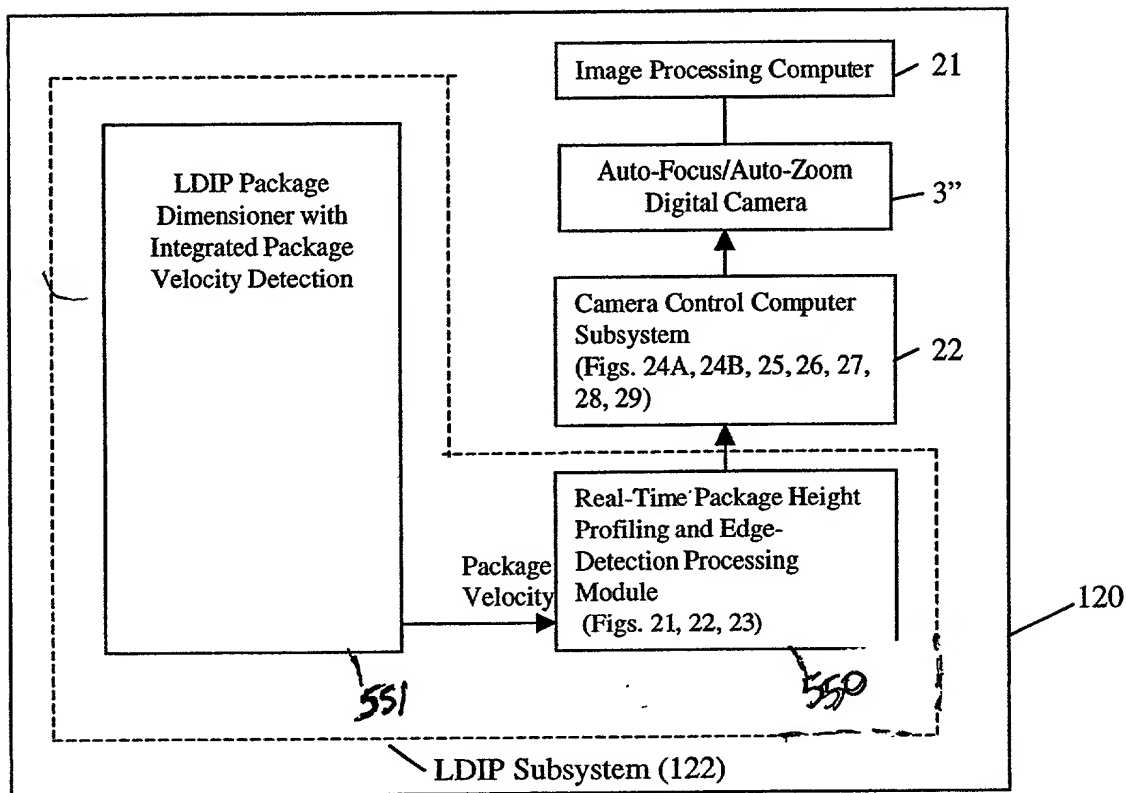 Image Processing Computer
21
Auto-Focus/Auto-Zoom
Digital Camera
3”
LDIP Package
Dimensioner with
Integrated Package
Velocity Detection
Camera Control Computer
Subsystem
(Figs. 24A, 24B, 25, 26, 27,
28, 29)
22
Real-Time Package Height
Profiling and Edge-
Detection Processing
Module
(Figs. 21, 22, 23)
Package
Velocity
120
551
550
LDIP Subsystem (122)